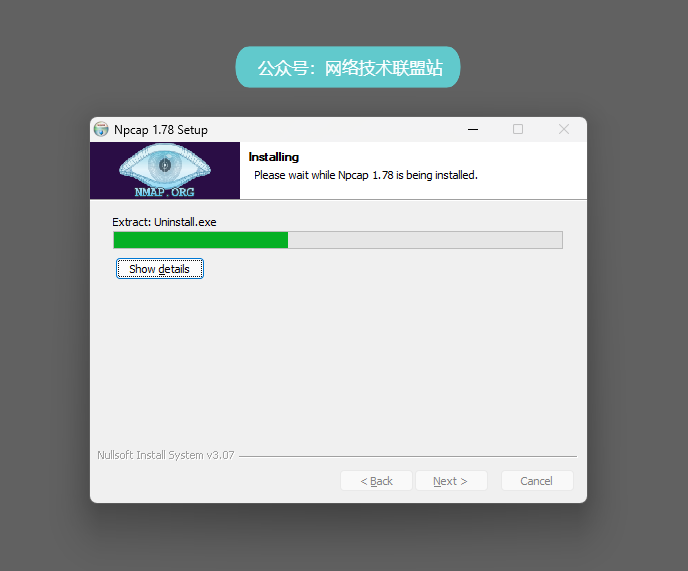 公众号：网络技术联盟站
Npcap 1.78 Setup
NMAP.ORG
Installing
Please wait while Npcap 1.78 is being installed.
Extract: Uninstall.exe
Show details
Nullsoft Install System v3.07
< Back
Next >
Cancel